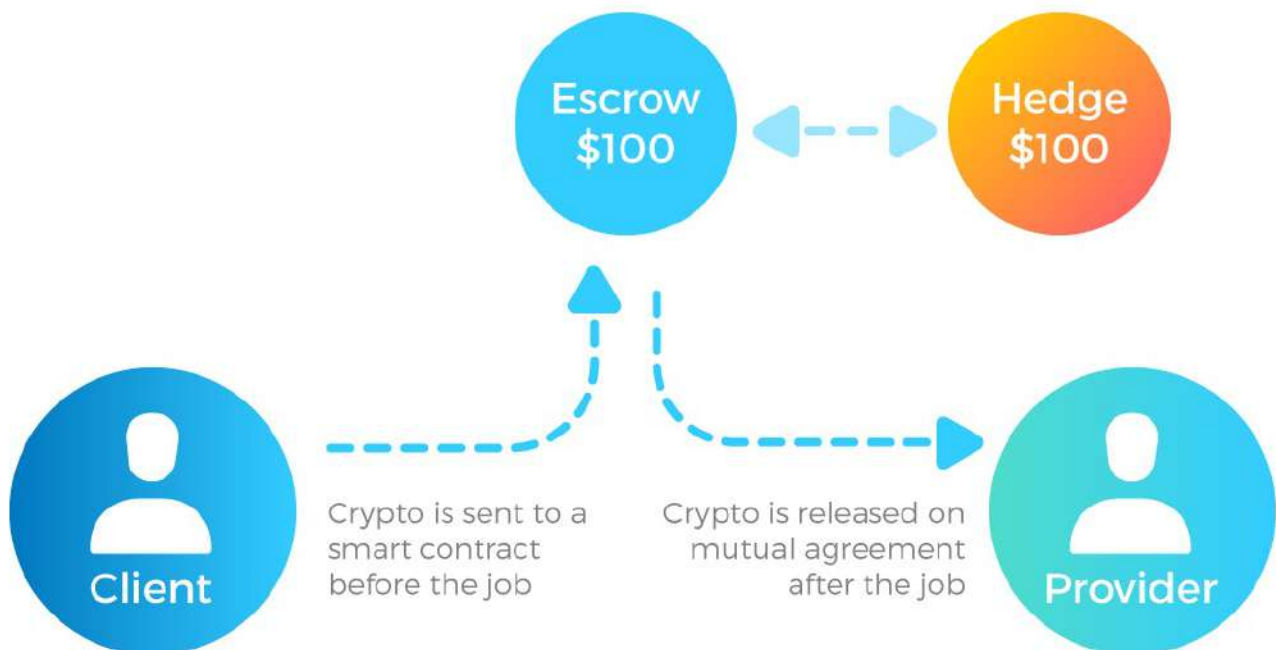 Escrow
$100
Hedge
$100
Crypto is sent to a
smart contract
before the job
Crypto is released on
mutual agreement
after the job
Client
Provider